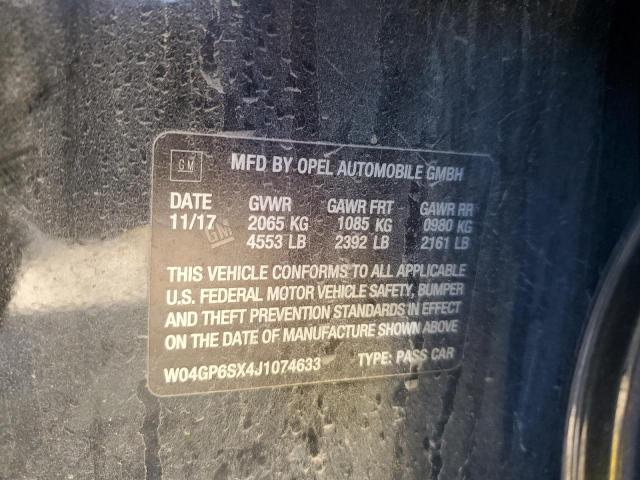 GM MFD BY OPEL AUTOMOBILE GMBH
DATE GVWR GAWR FRT GAWR RR
11/17 2065 KG 1085 KG 0980 KG
GM 4553 LB 2392 LB 2161 LB
THIS VEHICLE CONFORMS TO ALL APPLICABLE
U.S. FEDERAL MOTOR VEHICLE SAFETY, BUMPER
AND THEFT PREVENTION STANDARDS IN EFFECT
ON THE DATE OF MANUFACTURE SHOWN ABOVE
W04GP6SX4J1074633 TYPE: PASS CAR